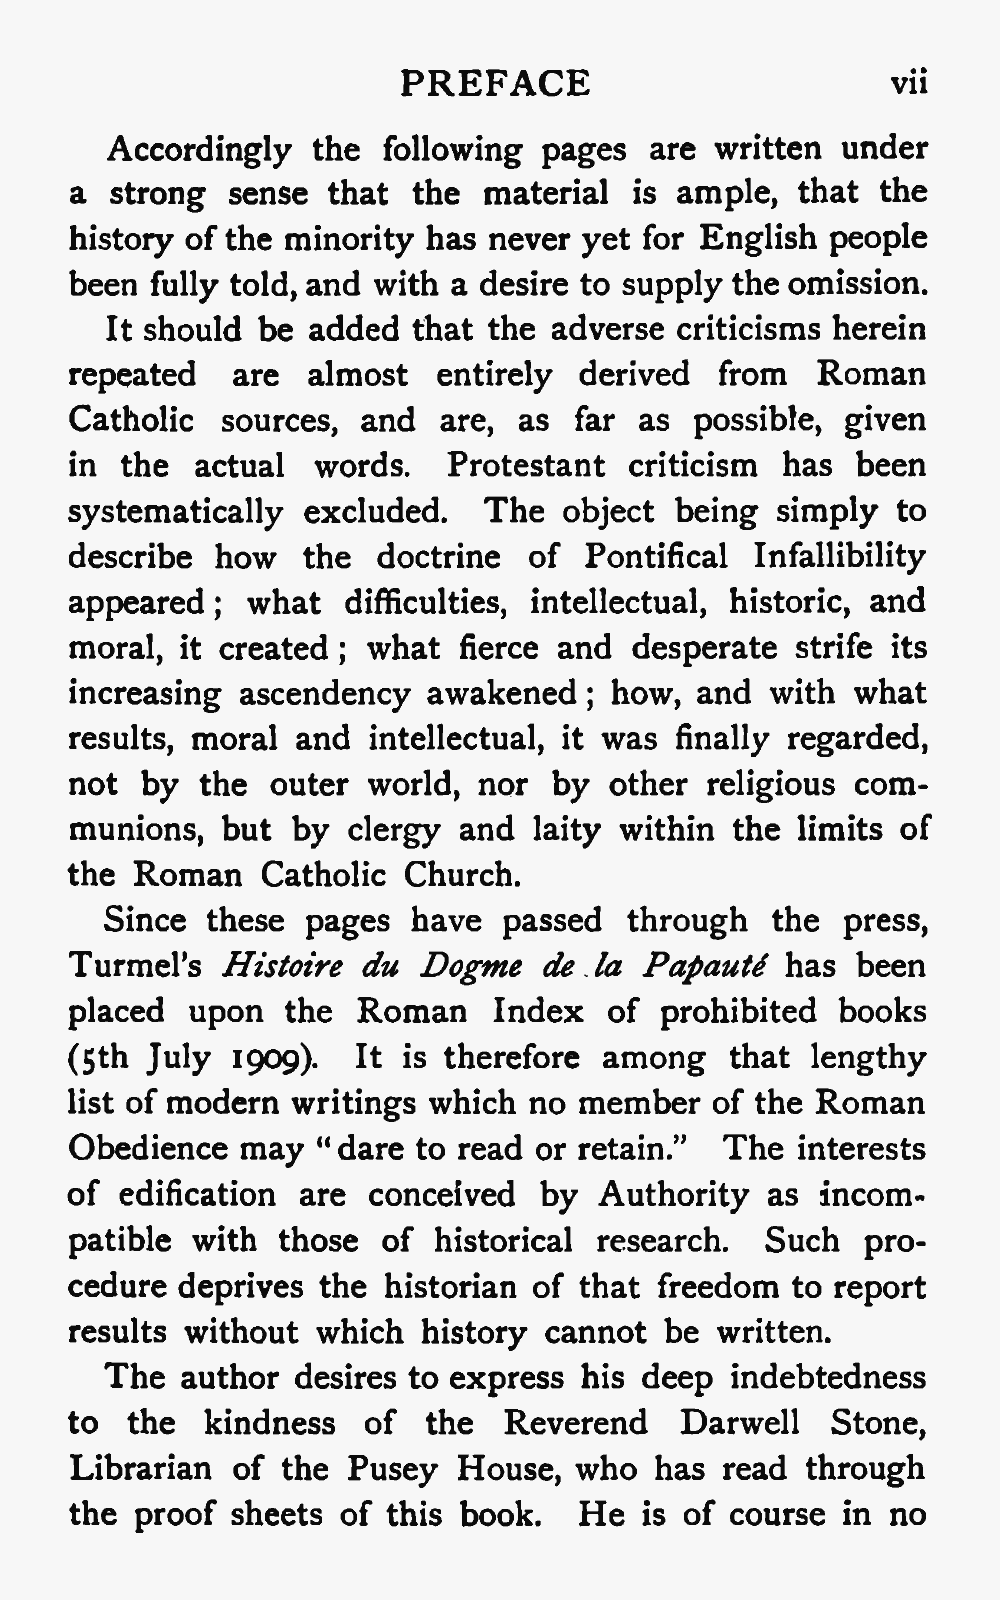 PREFACE vii
Accordingly the following pages are written under
a strong sense that the material is ample, that the
history of the minority has never yet for English people
been fully told, and with a desire to supply the omission.
It should be added that the adverse criticisms herein
repeated are almost entirely derived from Roman
Catholic sources, and are, as far as possible, given
in the actual words. Protestant criticism has been
systematically excluded. The object being simply to
describe how the doctrine of Pontifical Infallibility
appeared ; what difficulties, intellectual, historic, and
moral, it created ; what fierce and desperate strife its
increasing ascendency awakened ; how, and with what
results, moral and intellectual, it was finally regarded,
not by the outer world, nor by other religious com-
munions, but by clergy and laity within the limits of
the Roman Catholic Church.
Since these pages have passed through the press,
Turmel's Histoire du Dogme de la Papauté has been
placed upon the Roman Index of prohibited books
(5th July 1909). It is therefore among that lengthy
list of modern writings which no member of the Roman
Obedience may “dare to read or retain.” The interests
of edification are conceived by Authority as incom-
patible with those of historical research. Such pro-
cedure deprives the historian of that freedom to report
results without which history cannot be written.
The author desires to express his deep indebtedness
to the kindness of the Reverend Darwell Stone,
Librarian of the Pusey House, who has read through
the proof sheets of this book. He is of course in no